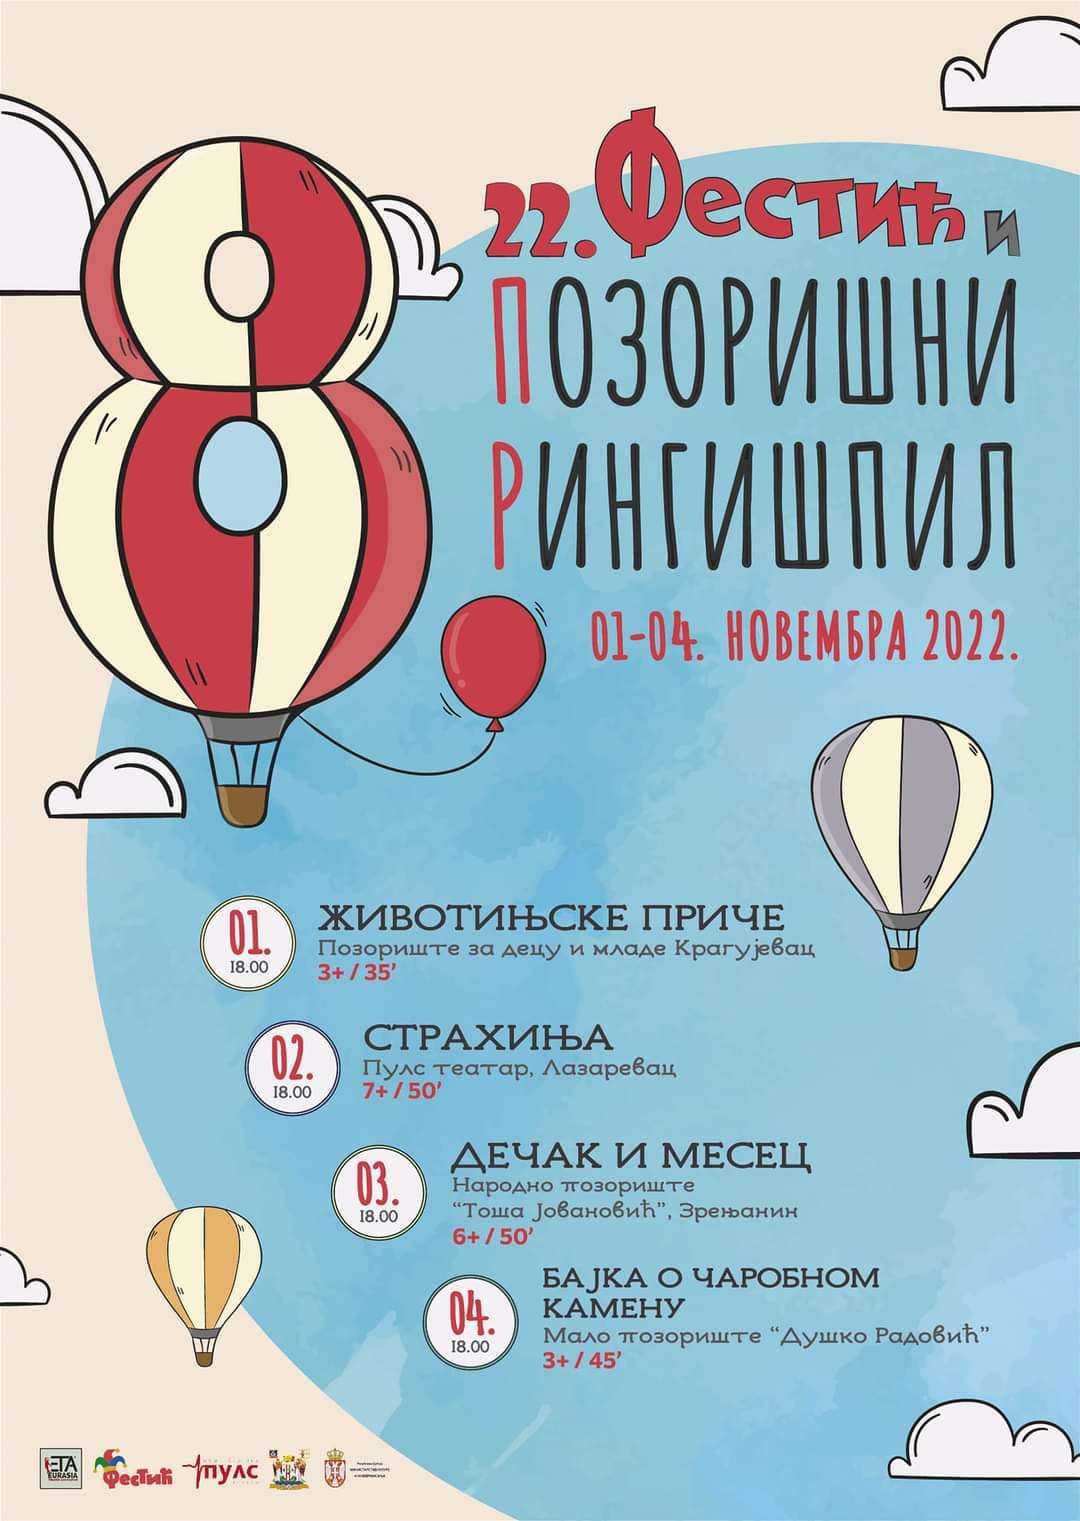 22. Фестић и
ПОЗОРИШНИ
РИНГИШПИЛ
01-04. НОВЕМБРА 2022.
01.
18.00
ЖИВОТИЊСКЕ ПРИЧЕ
Позориште за децу и младе Крагујевац
3+ / 35’
02.
18.00
СТРАХИЊА
Пулс театар, Лазаревац
7+ / 50’
03.
18.00
ДЕЧАК И МЕСЕЦ
Народно позориште
“Тоша Јовановић”, Зрењанин
6+ / 50’
04.
18.00
БАЈКА О ЧАРОБНОМ
КАМЕНУ
Мало позориште “Душко Радовић”
3+ / 45’
ETA
EURASIA
Фестић
ПУЛС